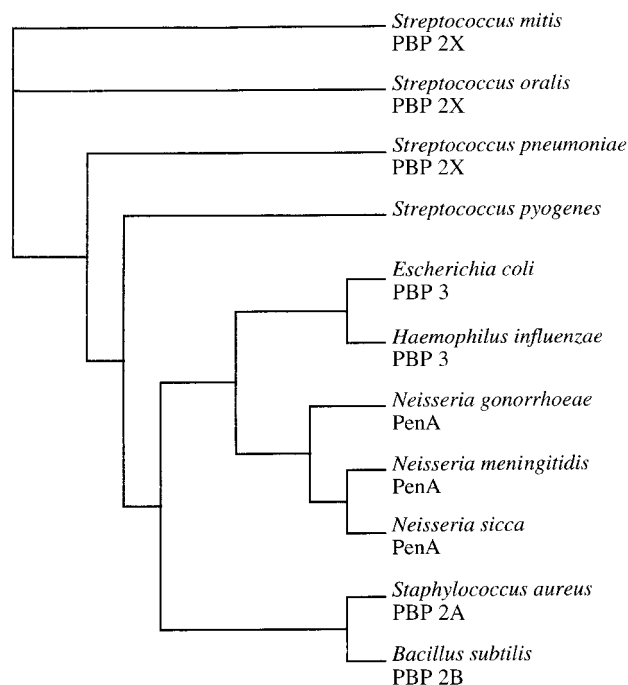 Streptococcus mitis
PBP 2X
Streptococcus oralis
PBP 2X
Streptococcus pneumoniae
PBP 2X
Streptococcus pyogenes
Escherichia coli
PBP 3
Haemophilus influenzae
PBP 3
Neisseria gonorrhoeae
PenA
Neisseria meningitidis
PenA
Neisseria sicca
PenA
Staphylococcus aureus
PBP 2A
Bacillus subtilis
PBP 2B